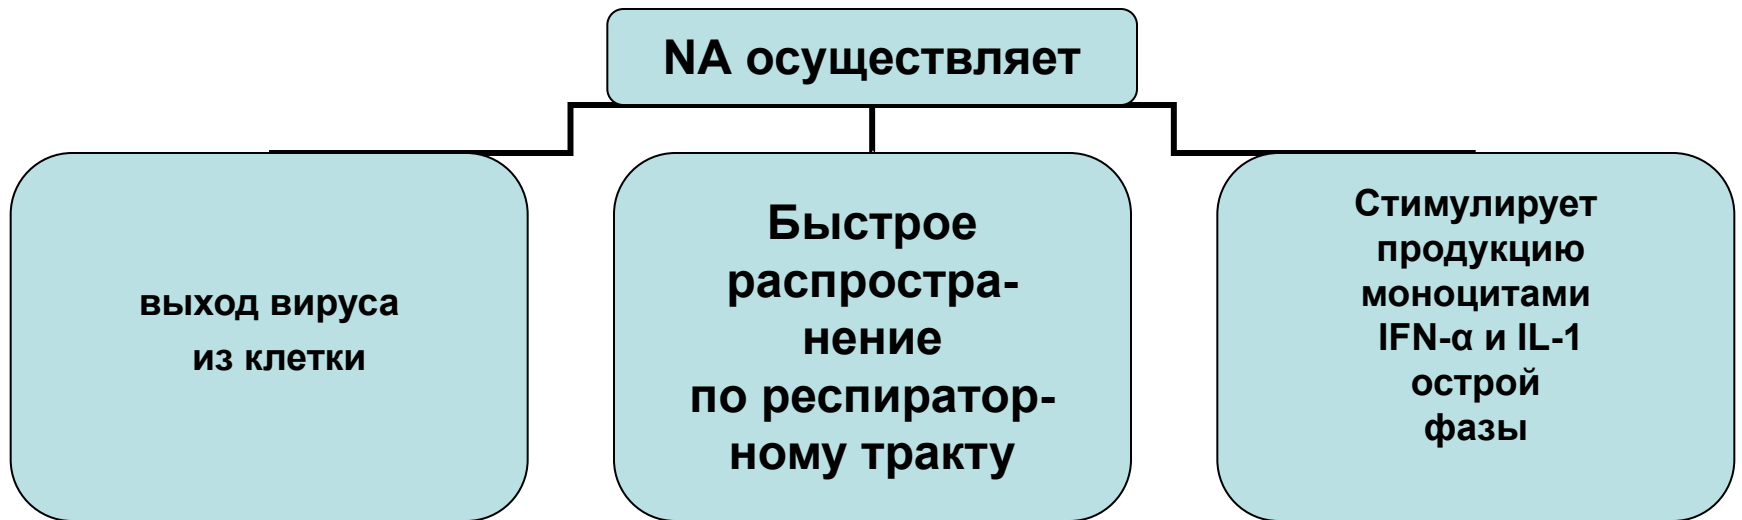 NA осуществляет
выход вируса
из клетки
Быстрое
распростра-
нение
по респиратор-
ному тракту
Стимулирует
продукцию
моноцитами
IFN-α и IL-1
острой
фазы